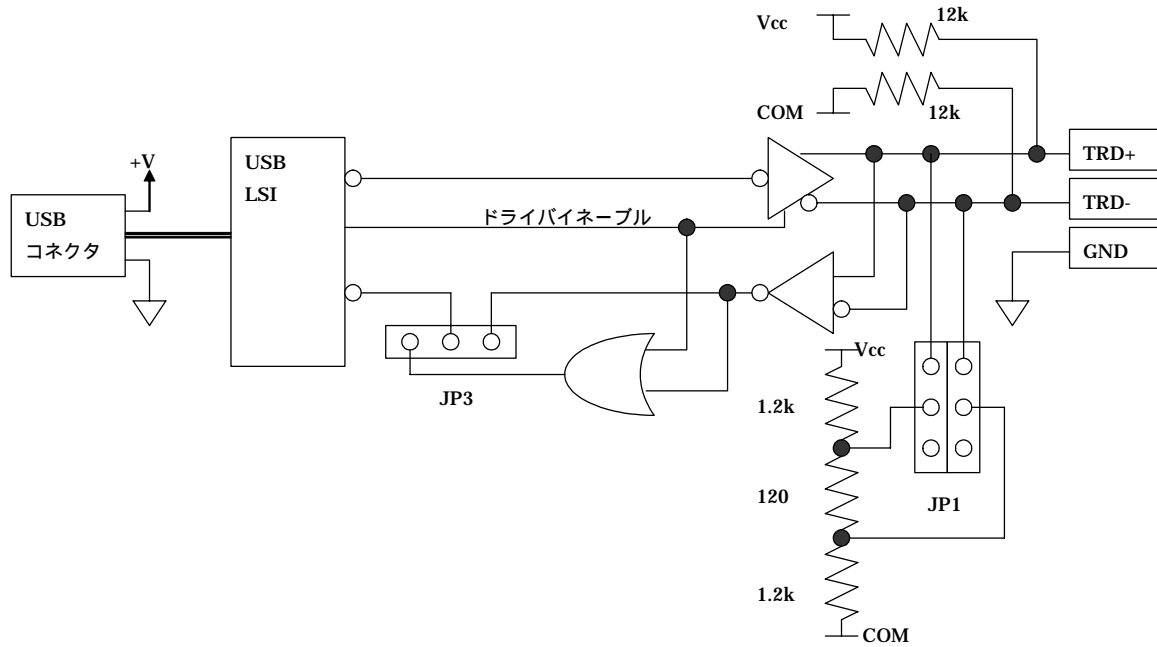 Vcc
12k
COM
12k
+V
USB
LSI
USB
コネクタ
ドライバイネーブル
TRD+
TRD-
GND
JP3
Vcc
1.2k
120
JP1
1.2k
COM